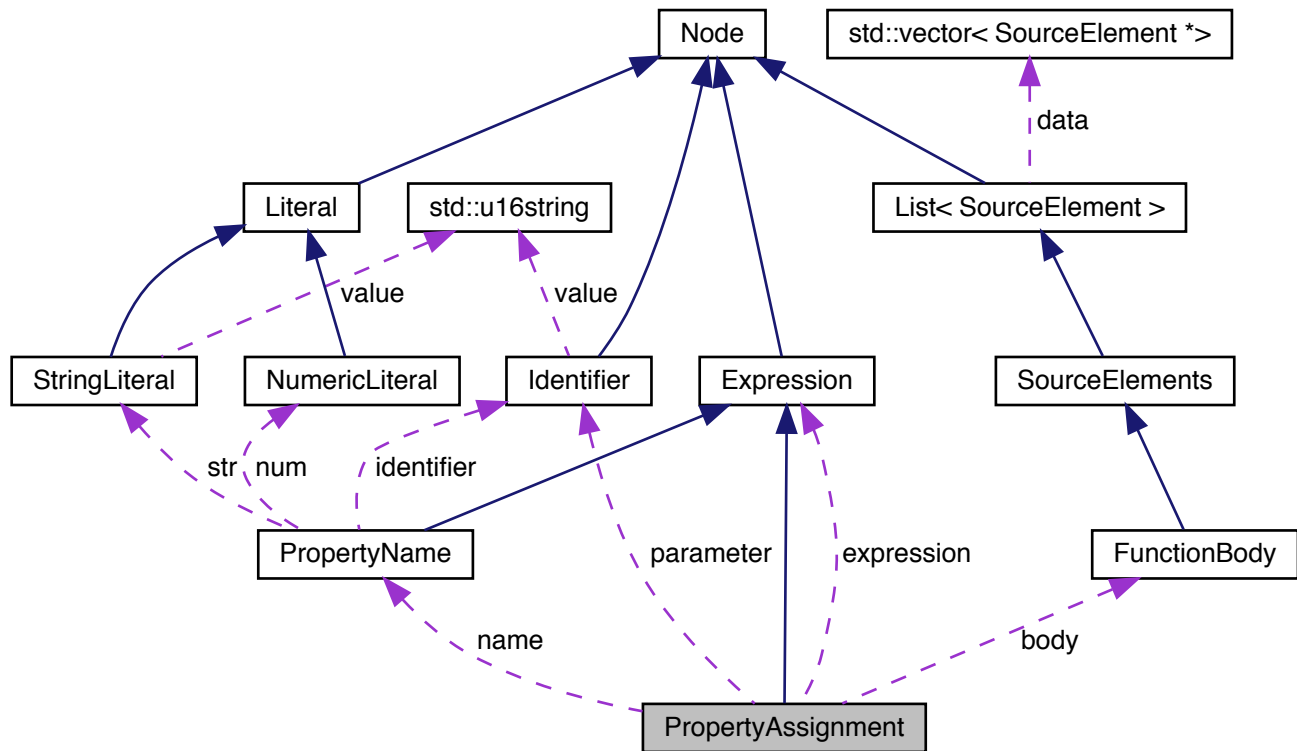 Node
std::vector< SourceElement *>
data
Literal
std::u16string
List< SourceElement >
value
value
StringLiteral
NumericLiteral
Identifier
Expression
SourceElements
str
num
identifier
PropertyName
parameter
expression
FunctionBody
name
body
PropertyAssignment